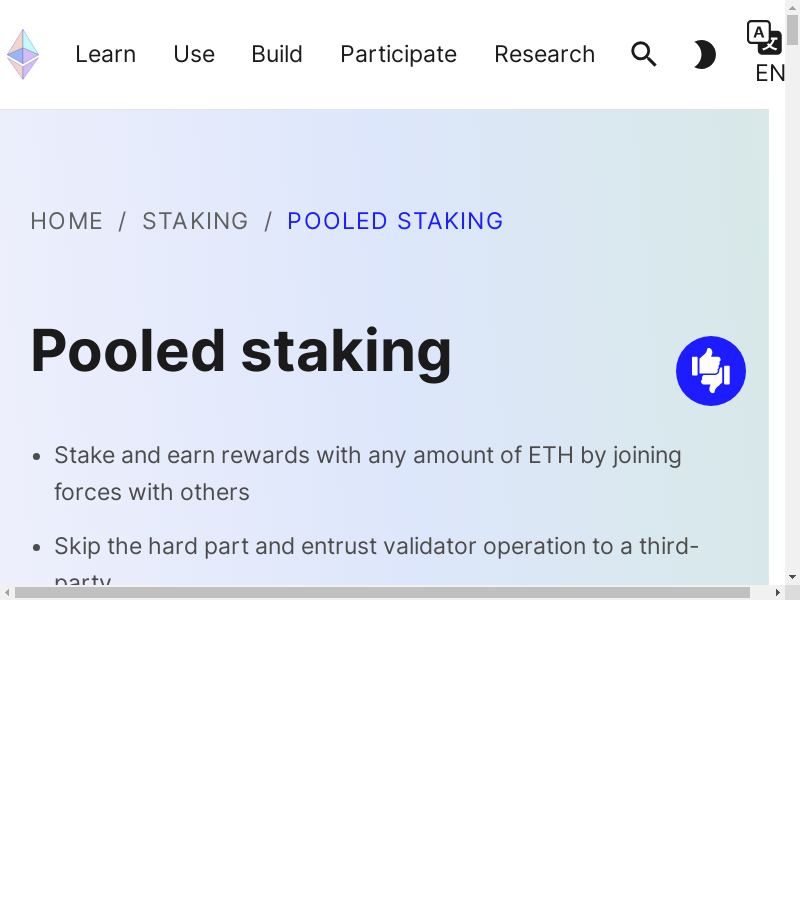 Learn Use Build Participate Research
EN
HOME / STAKING / POOLED STAKING
Pooled staking
• Stake and earn rewards with any amount of ETH by joining
forces with others
• Skip the hard part and entrust validator operation to a third-
party